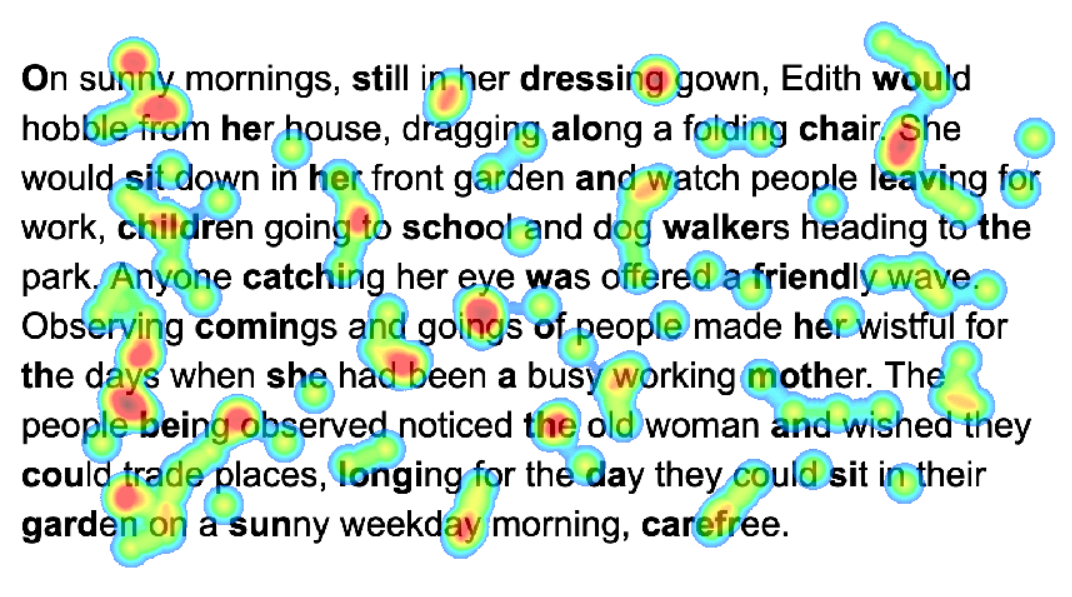 On sunny mornings, still in her dressing gown, Edith would
hobble from her house, dragging along a folding chair. She
would sit down in her front garden and watch people leaving for
work, children going to school and dog walkers heading to the
park. Anyone catching her eye was offered a friendly wave.
Observing comings and goings of people made her wistful for
the days when she had been a busy working mother. The
people being observed noticed the old woman and wished they
could trade places, longing for the day they could sit in their
garden on a sunny weekday morning, carefree.